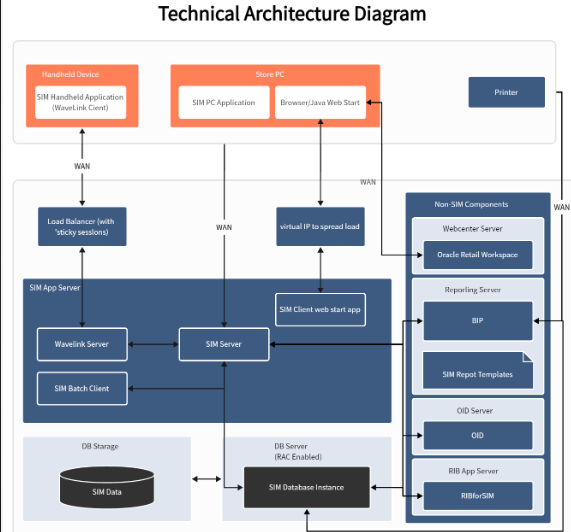 Technical Architecture Diagram
Handheld Device
SIM Handheld Application
(WaveLink Cient)
Store PC
SIM PC Application
Browser/Java Web Start
Printer
WAN
WAN
WAN
WAN
Load Balancer (with
'sticky sessions)
virtual IP to spread load
Non-SIM Components
Webcenter Server
Oracle Retail Workspace
SIM App Server
SIM Client web start app
Wavelink Server
SIM Server
SIM Batch Client
Reporting Server
BIP
SIM Repot Templates
OID Server
OID
RIB App Server
RIBforSIM
DB Starage
SIM Data
DB Server
(RAC Enabled)
SIM Database Instance